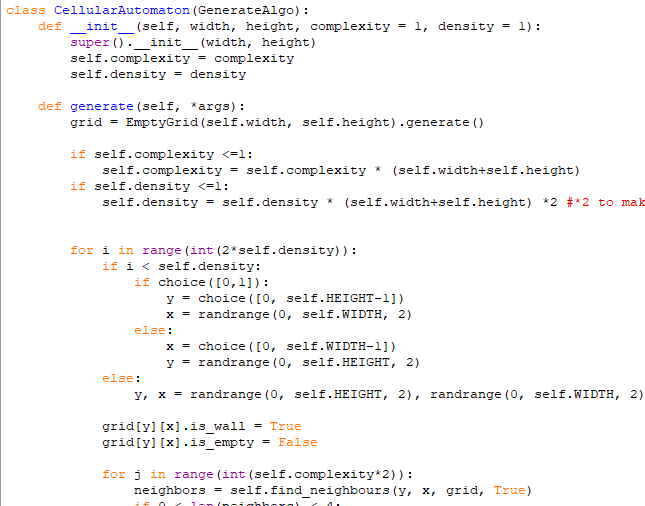 class CellularAutomaton(GenerateAlgo):
    def __init__(self, width, height, complexity = 1, density = 1):
        super().__init__(width, height)
        self.complexity = complexity
        self.density = density

    def generate(self, *args):
        grid = EmptyGrid(self.width, self.height).generate()

        if self.complexity <=1:
            self.complexity = self.complexity * (self.width+self.height)
        if self.density <=1:
            self.density = self.density * (self.width+self.height) *2 #*2 to mak

        for i in range(int(2*self.density)):
            if i < self.density:
                if choice([0,1]):
                    y = choice([0, self.HEIGHT-1])
                    x = randrange(0, self.WIDTH, 2)
                else:
                    x = choice([0, self.WIDTH-1])
                    y = randrange(0, self.HEIGHT, 2)
            else:
                y, x = randrange(0, self.HEIGHT, 2), randrange(0, self.WIDTH, 2)

            grid[y][x].is_wall = True
            grid[y][x].is_empty = False

            for j in range(int(self.complexity*2)):
                neighbors = self.find_neighbours(y, x, grid, True)
                if 0 < len(neighbors) < 4: